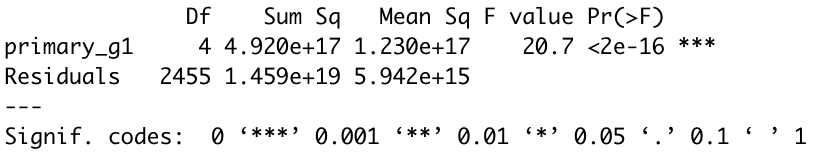 Df Sum Sq Mean Sq F value Pr(>F)
primary_g1 4 4.920e+17 1.230e+17 20.7 <2e-16 ***
Residuals 2455 1.459e+19 5.942e+15
---
Signif. codes: 0 ‘***’ 0.001 ‘**’ 0.01 ‘*’ 0.05 ‘.’ 0.1 ‘ ’ 1